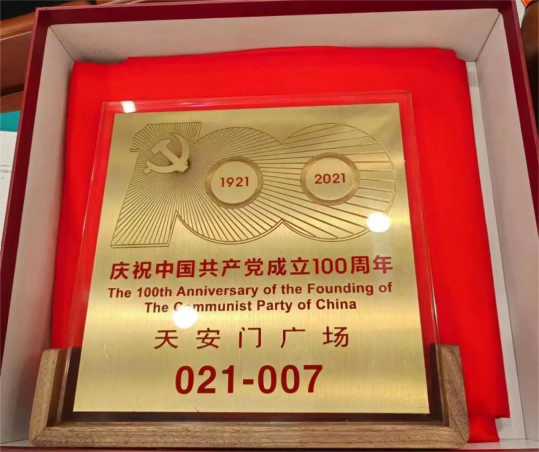 100
1921
2021
庆祝中国共产党成立100周年
The 100th Anniversary of the Founding of
The Communist Party of China
天安门广场
021-007